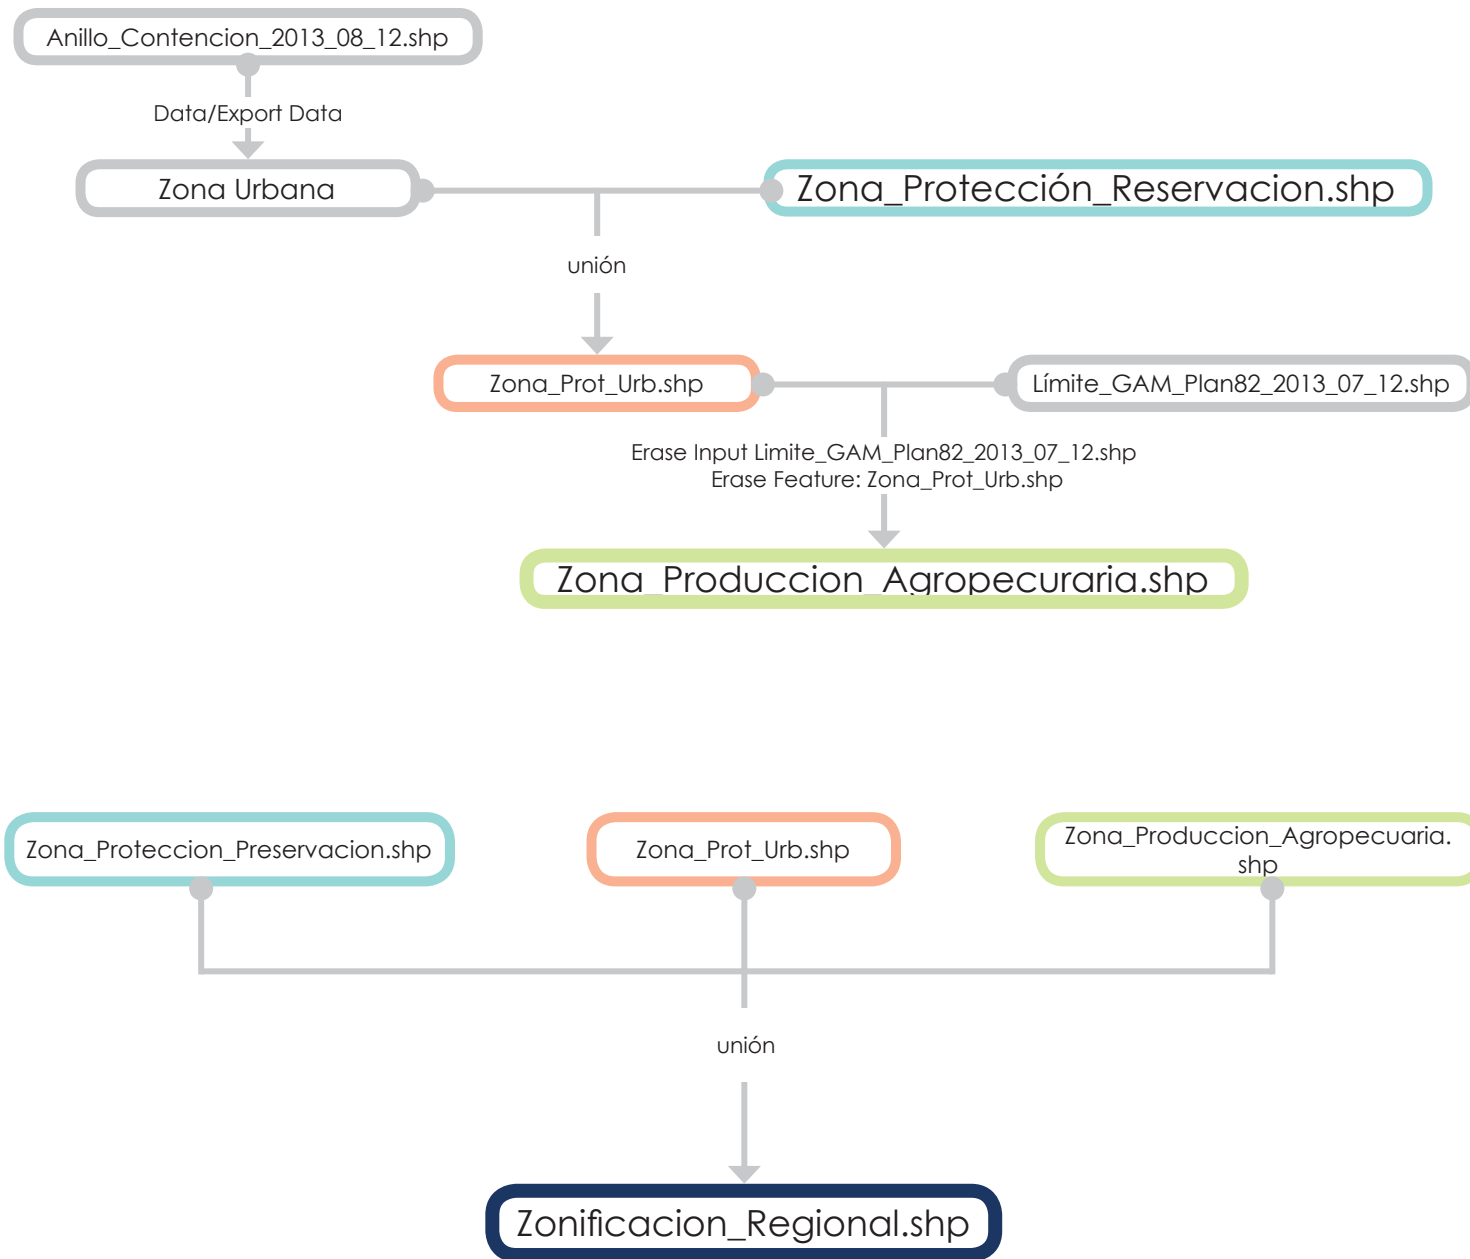 Anillo_Contencion_2013_08_12.shp
Data/Export Data
Zona Urbana
Zona_Protección_Reservacion.shp
unión
Zona_Prot_Urb.shp
Límite_GAM_Plan82_2013_07_12.shp
Erase Input Limite_GAM_Plan82_2013_07_12.shp
Erase Feature: Zona_Prot_Urb.shp
Zona_Produccion_Agropecuraria.shp
Zona_Proteccion_Preservacion.shp
Zona_Prot_Urb.shp
Zona_Produccion_Agropecuaria.
shp
unión
Zonificacion_Regional.shp